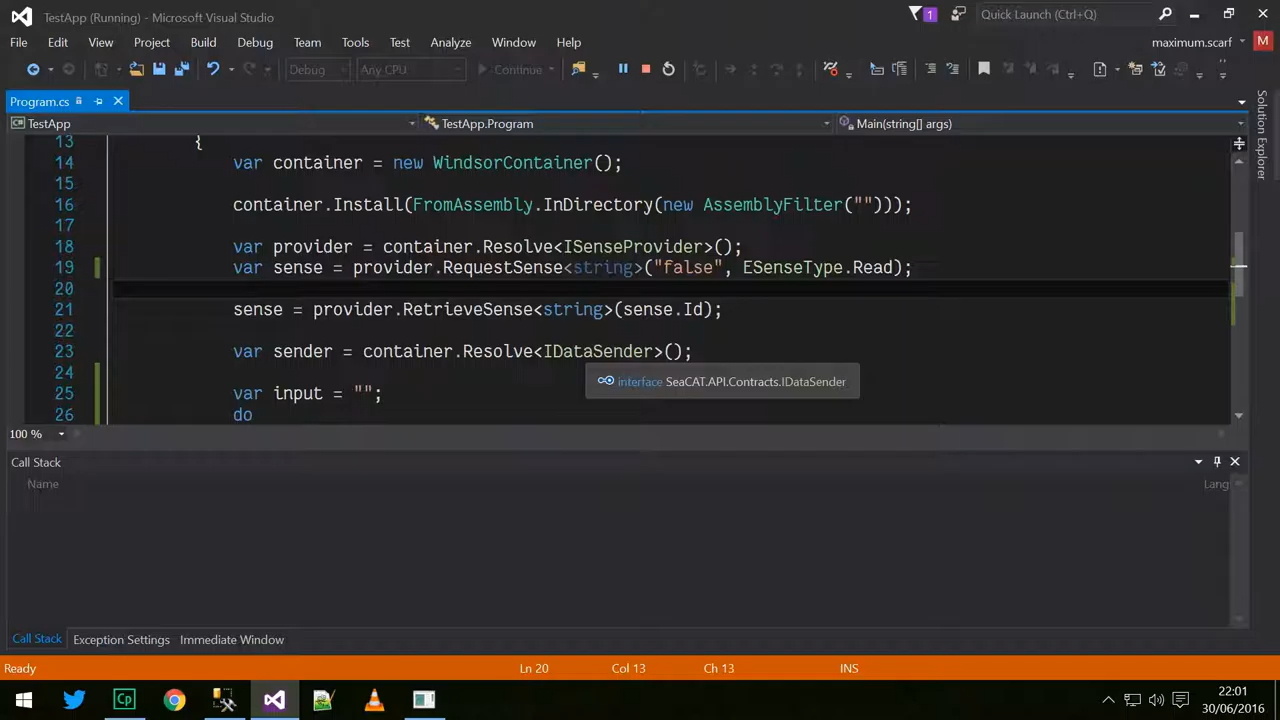 TestApp (Running) - Microsoft Visual Studio
1
Quick Launch (Ctrl+Q)
File Edit View Project Build Debug Team Tools Test Analyze Window Help
maximum.scarf
M
Debug Any CPU Continue
Program.cs
TestApp TestApp.Program Main(string[] args)
Solution Explorer
13 {
14 var container = new WindsorContainer();
15
16 container.Install(FromAssembly.InDirectory(new AssemblyFilter("")));
17
18 var provider = container.Resolve<ISenseProvider>();
19 var sense = provider.RequestSense<string>("false", ESenseType.Read);
20
21 sense = provider.RetrieveSense<string>(sense.Id);
22
23 var sender = container.Resolve<IDataSender>();
24
interface SeaCAT.API.Contracts.IDataSender
25 var input = "";
26 do
100 %
Call Stack
Name Lang
Call Stack Exception Settings Immediate Window
Ready Ln 20 Col 13 Ch 13 INS
Cp
22:01
30/06/2016